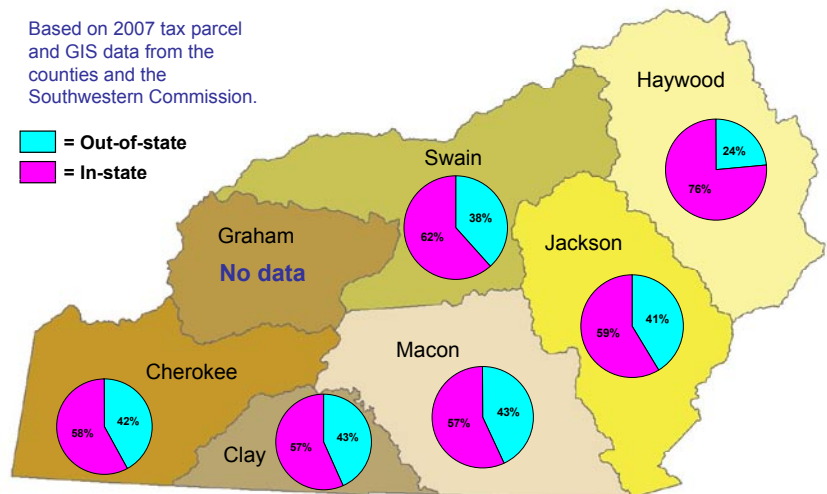 Based on 2007 tax parcel
and GIS data from the
counties and the
Southwestern Commission.
= Out-of-state
= In-state
Haywood
24%
76%
Swain
38%
62%
Graham
No data
Jackson
41%
59%
Macon
43%
57%
Cherokee
42%
58%
Clay
43%
57%